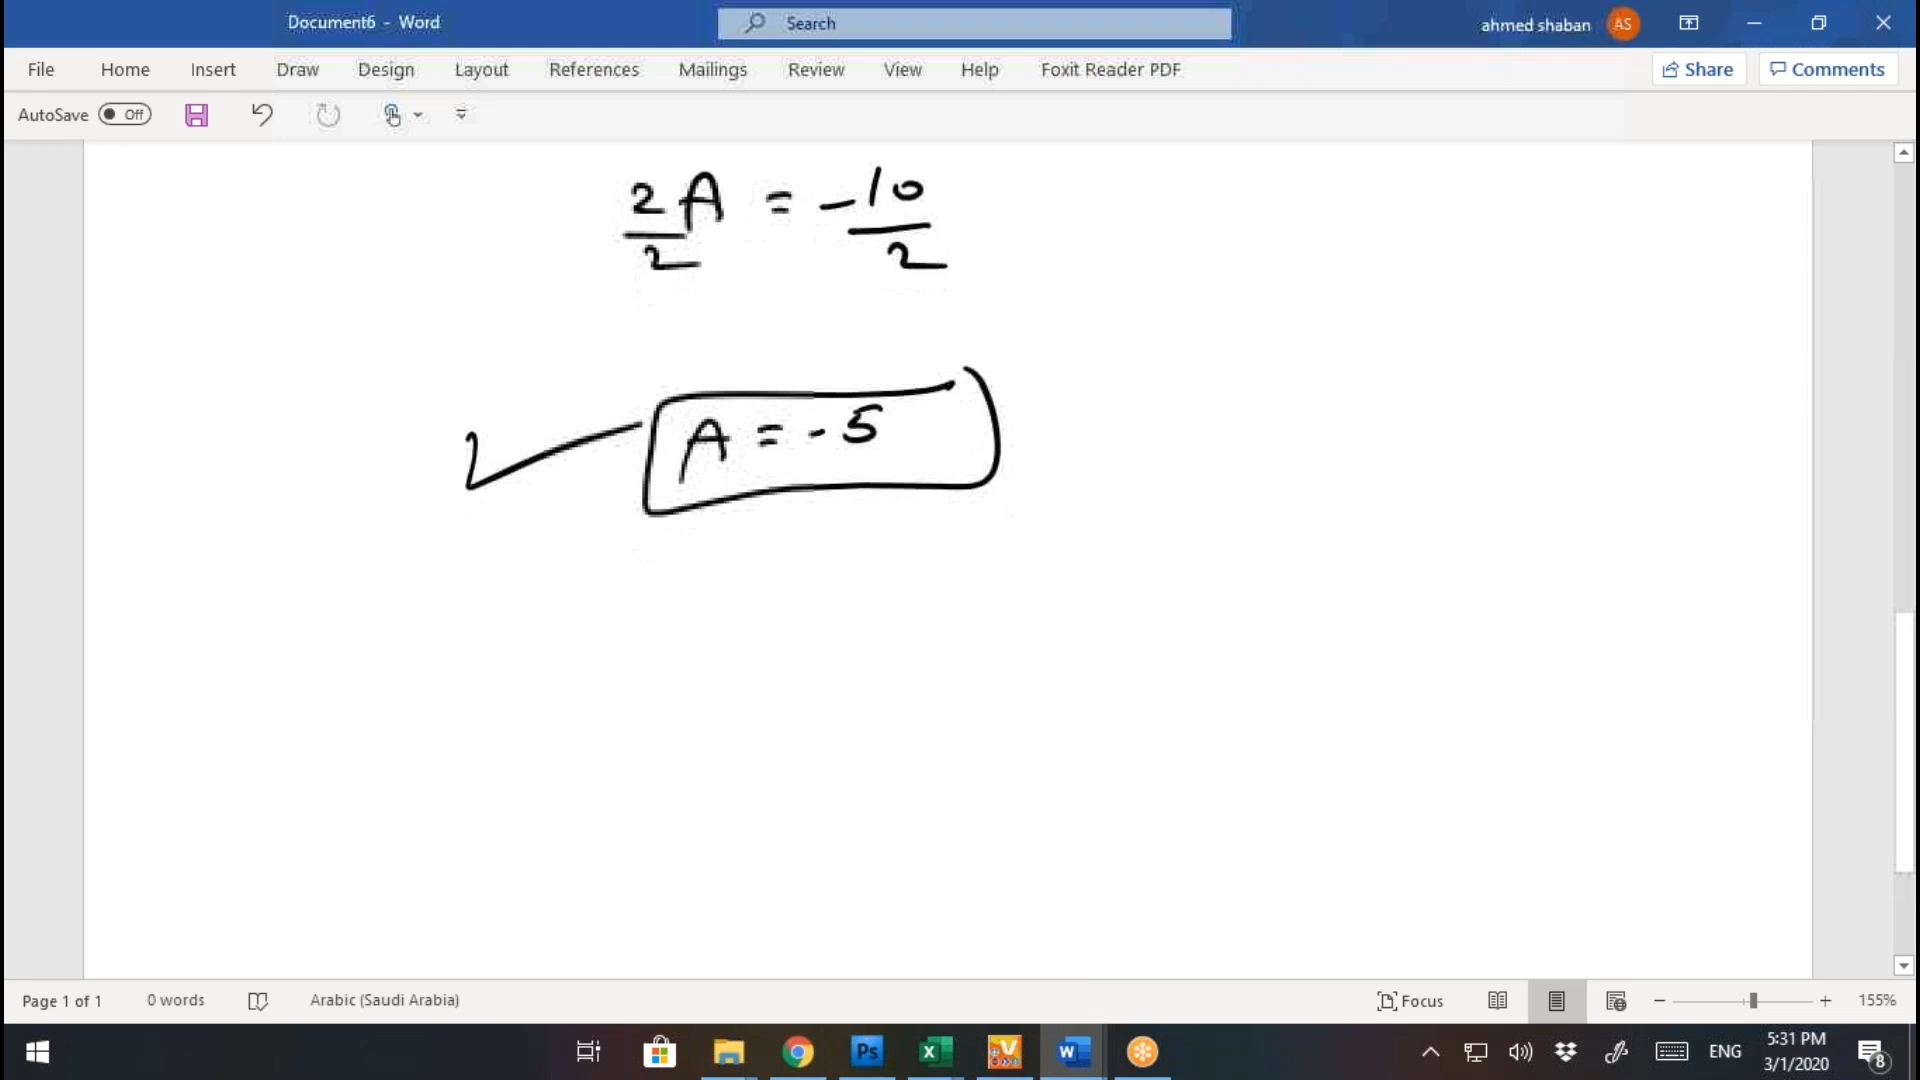 Document6 - Word
Search
ahmed shaban AS
File Home Insert Draw Design Layout References Mailings Review View Help Foxit Reader PDF Share Comments
AutoSave Off
2A = -10
2 2
A = -5
Page 1 of 1 0 words Arabic (Saudi Arabia) Focus 155%
Ps X V W ENG 5:31 PM 8
3/1/2020